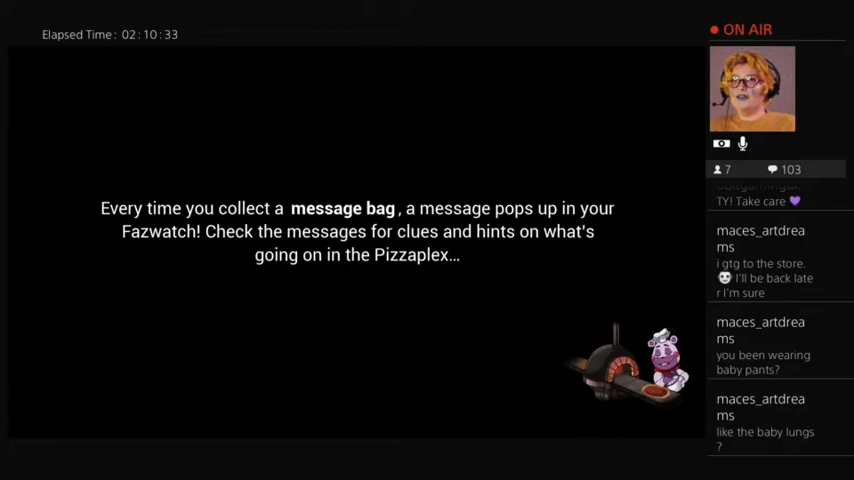 Elapsed Time: 02:10:33
ON AIR
7
103
TY! Take care 💜
maces_artdrea
ms
i gtg to the store.
💀 I'll be back late
r I'm sure
maces_artdrea
ms
you been wearing
baby pants?
maces_artdrea
ms
like the baby lungs
?
Every time you collect a message bag, a message pops up in your
Fazwatch! Check the messages for clues and hints on what's
going on in the Pizzaplex...